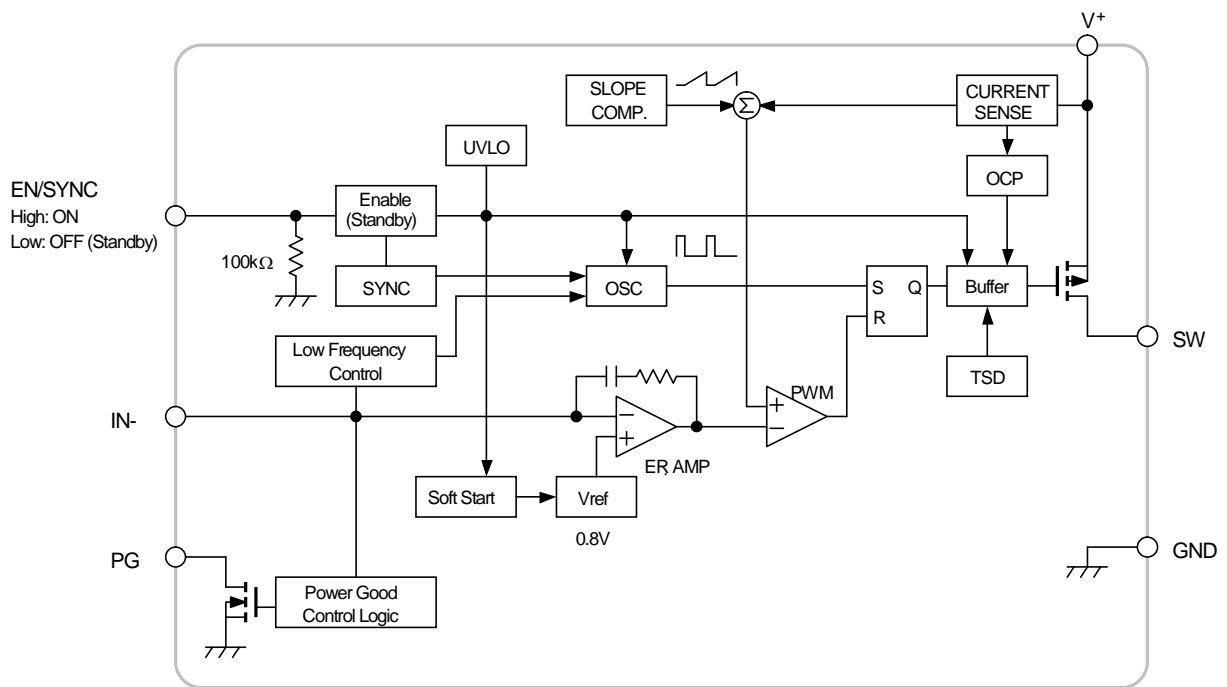 V+
SLOPE
COMP.
Σ
CURRENT
SENSE
UVLO
OCP
EN/SYNC
High: ON
Low: OFF (Standby)
Enable
(Standby)
100kΩ
SYNC
OSC
S Q
R
Buffer
SW
Low Frequency
Control
TSD
PWM
IN-
ER AMP
Soft Start
Vref
0.8V
PG
GND
Power Good
Control Logic